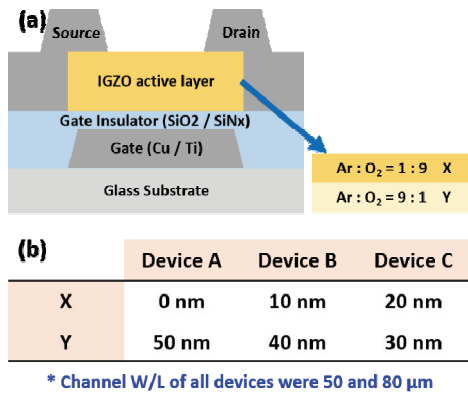 (a)
Source
Drain
IGZO active layer
Gate Insulator (SiO2 / SiNx)
Gate (Cu / Ti)
Glass Substrate
Ar : O₂ = 1 : 9 X
Ar : O₂ = 9 : 1 Y
(b)
Device A Device B Device C
X 0 nm 10 nm 20 nm
Y 50 nm 40 nm 30 nm
* Channel W/L of all devices were 50 and 80 μm